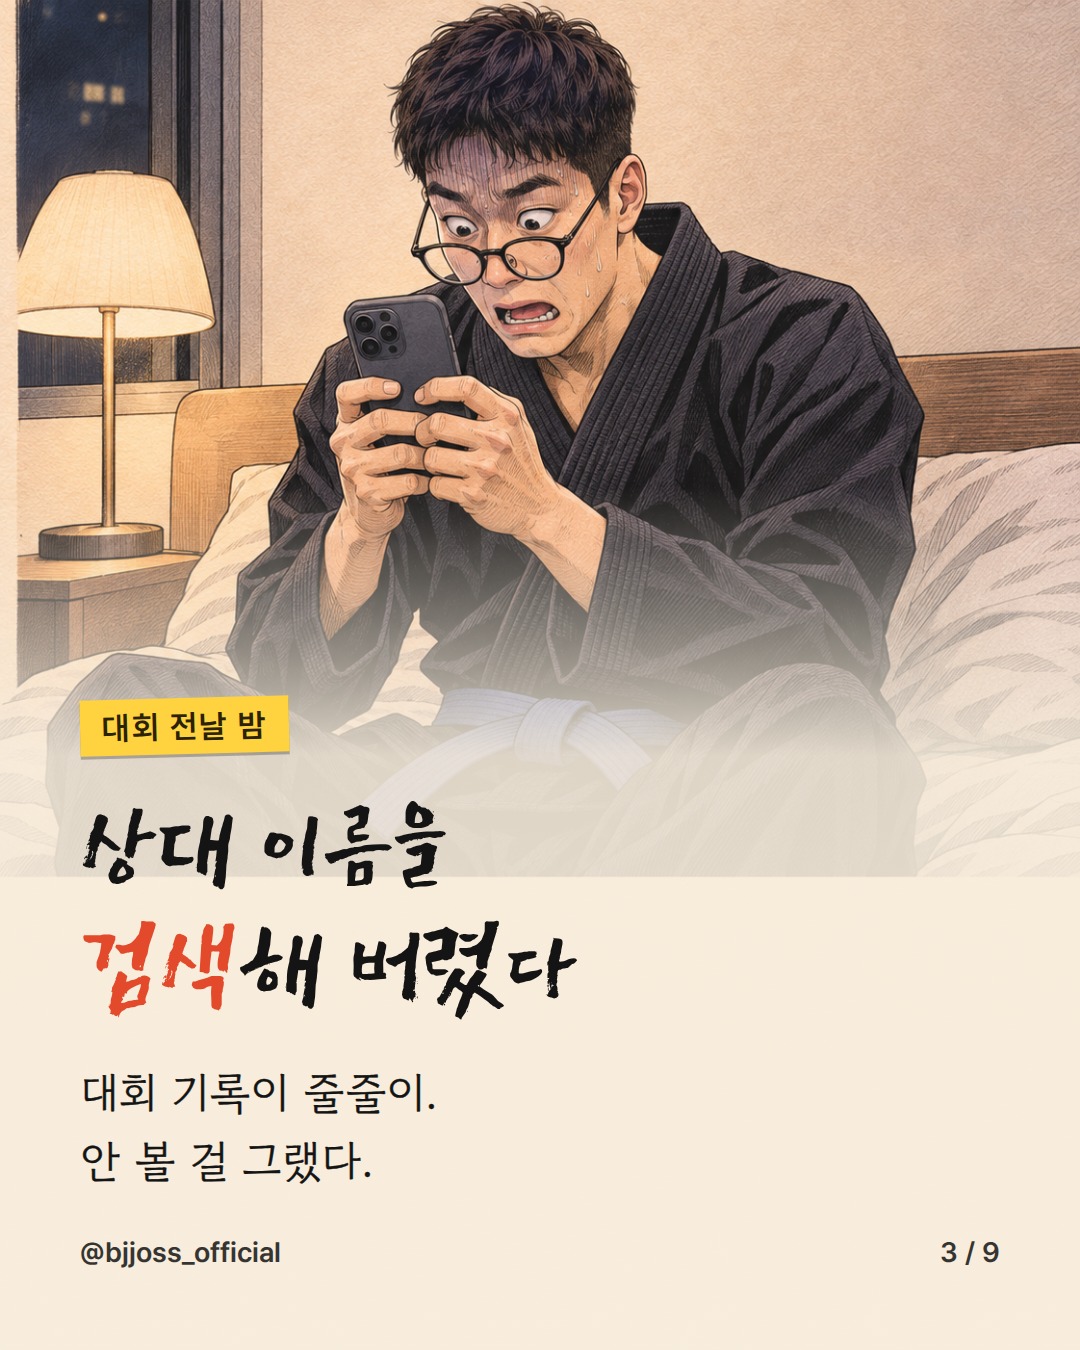 대회 전날 밤
상대 이름을
검색해 버렸다
대회 기록이 줄줄이.
안 볼 걸 그랬다.
@bjjoss_official
3 / 9